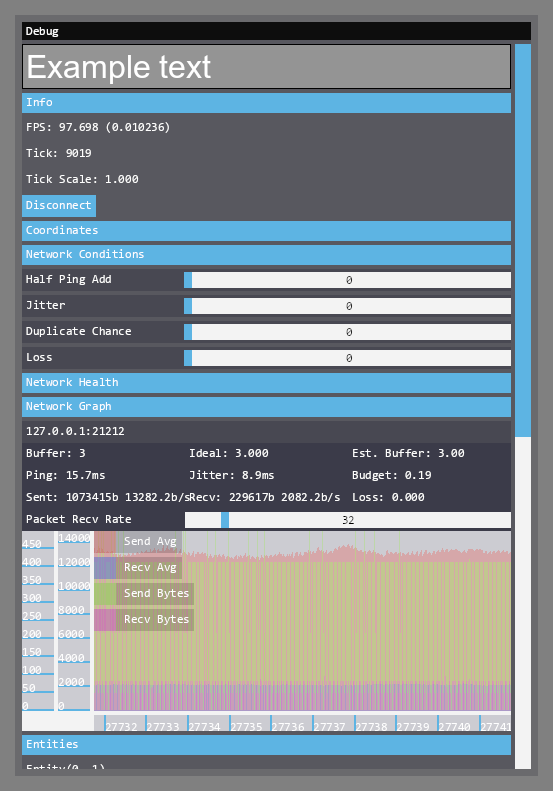 Debug
Example text
Info
FPS: 97.698 (0.010236)
Tick: 9019
Tick Scale: 1.000
Disconnect
Coordinates
Network Conditions
Half Ping Add 0
Jitter 0
Duplicate Chance 0
Loss 0
Network Health
Network Graph
127.0.0.1:21212
Buffer: 3 Ideal: 3.000 Est. Buffer: 3.00
Ping: 15.7ms Jitter: 8.9ms Budget: 0.19
Sent: 1073415b 13282.2b/s Recv: 229617b 2082.2b/s Loss: 0.000
Packet Recv Rate 32
450 14000 Send Avg
400 12000 Recv Avg
350 10000 Send Bytes
300
250 8000 Recv Bytes
200 6000
150 4000
100
50 2000
0 0
27732 27733 27734 27735 27736 27737 27738 27739 27740 27741
Entities
Entity(0, 1)